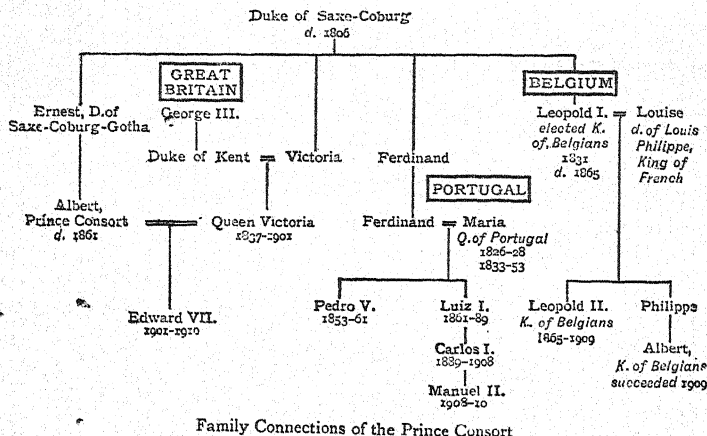 Duke of Saxe-Coburg
d. 1806
GREAT
BRITAIN
BELGIUM
Ernest, D. of
Saxe-Coburg-Gotha
George III.
Leopold I. = Louise
elected K.
of Belgians
1831
d. 1865
d. of Louis
Philippe,
King of
French
Duke of Kent = Victoria
Ferdinand
PORTUGAL
Albert,
Prince Consort
d. 1861
Queen Victoria
1837-1901
Ferdinand = Maria
Q. of Portugal
1826-28
1833-53
Edward VII.
1901-1910
Pedro V.
1853-61
Luiz I.
1861-89
Leopold II.
K. of Belgians
1865-1909
Philippe
Carlos I.
1889-1908
Albert,
K. of Belgians
succeeded 1909
Manuel II.
1908-10
Family Connections of the Prince Consort